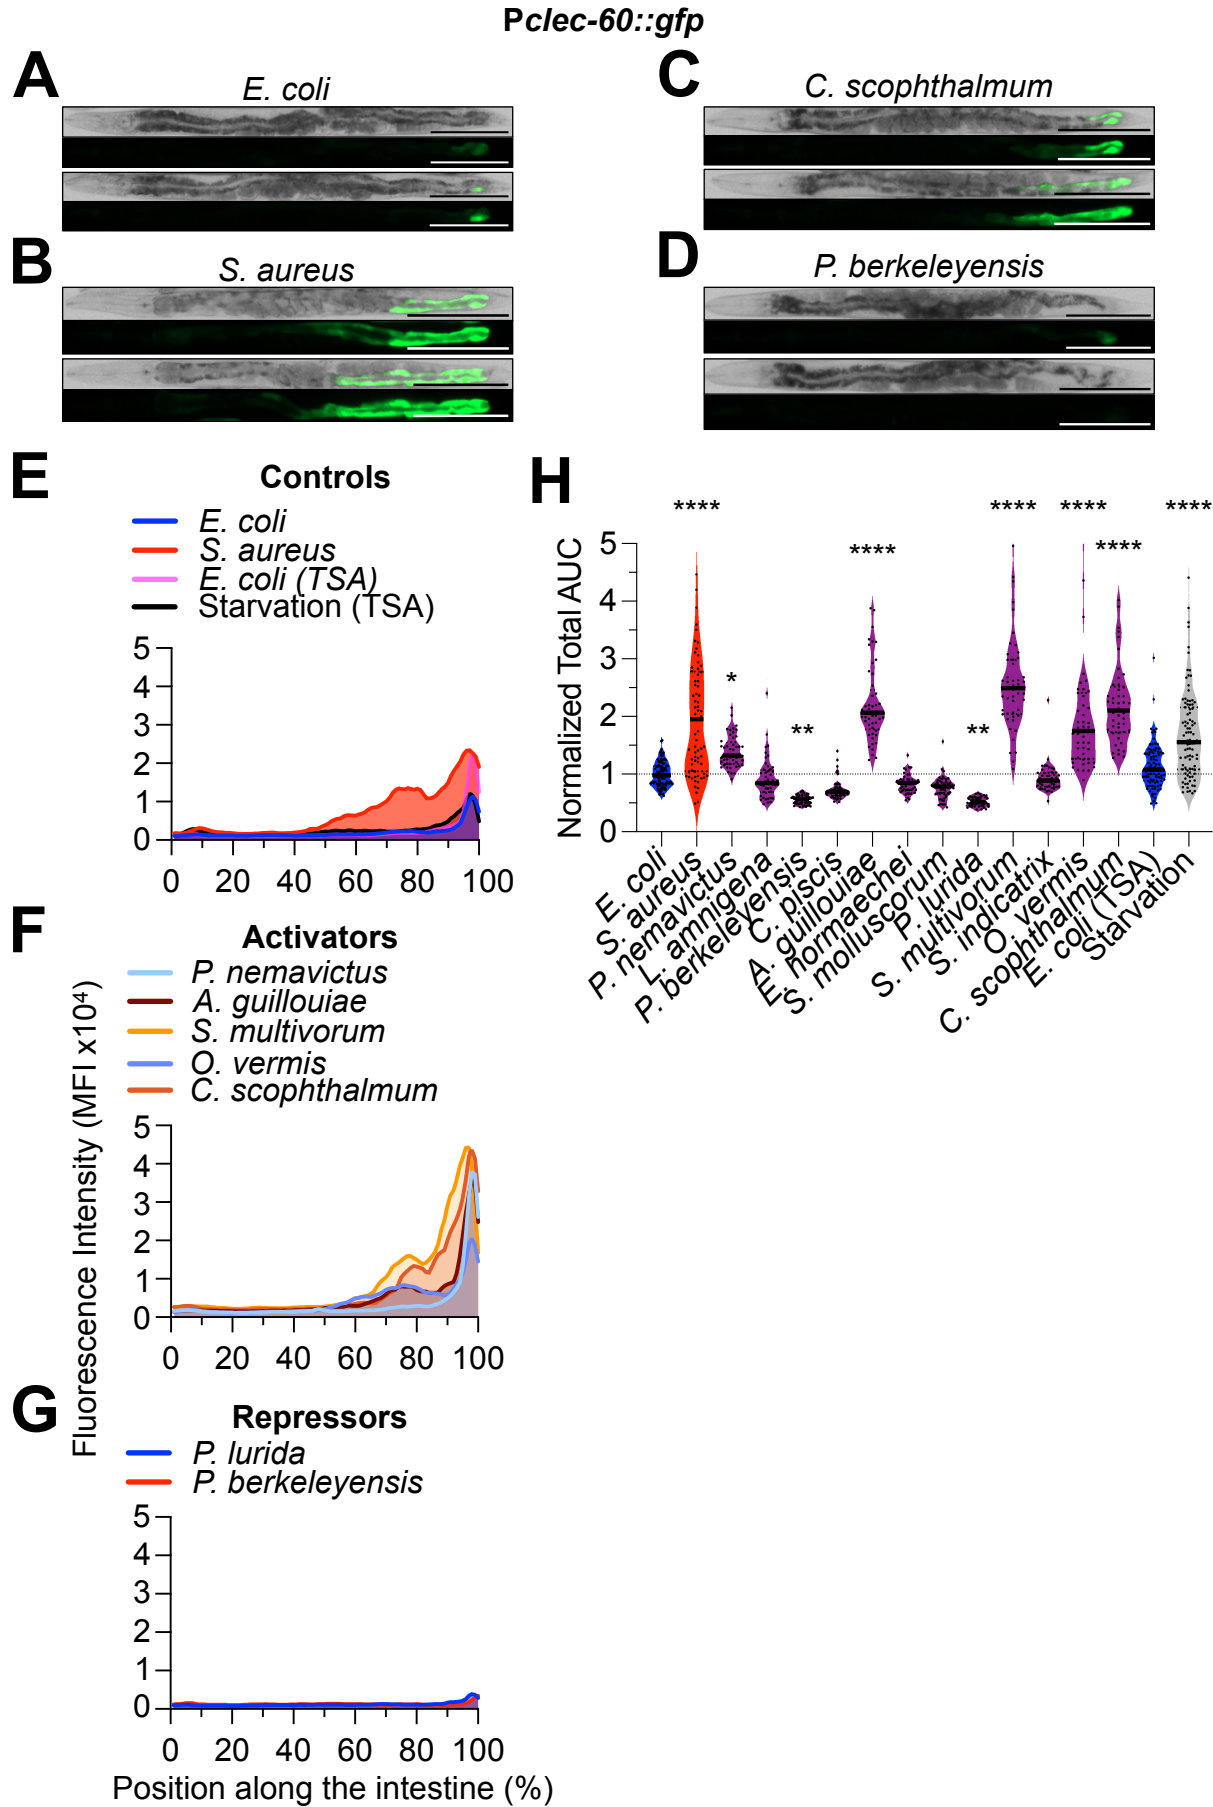 Pclec-60::gfp
A
E. coli
B
S. aureus
C
C. scophthalmum
D
P. berkeleyensis
E
Controls
E. coli
S. aureus
E. coli (TSA)
Starvation (TSA)
5
4
3
2
1
0
0 20 40 60 80 100
F
Activators
P. nemavictus
A. guillouiae
S. multivorum
O. vermis
C. scophthalmum
5
4
3
2
1
0
0 20 40 60 80 100
G
Repressors
P. lurida
P. berkeleyensis
5
4
3
2
1
0
0 20 40 60 80 100
Position along the intestine (%)
Fluorescence Intensity (MFI x10⁴)
H
**** * ** **** ** **** **** **** ****
Normalized Total AUC
5
4
3
2
1
0
E. coli
S. aureus
P. nemavictus
L. amnigena
P. berkeleyensis
C. piscis
A. guillouiae
E. hormaechei
S. molluscorum
P. lurida
S. multivorum
S. indicatrix
O. vermis
C. scophthalmum
E. coli (TSA)
Starvation